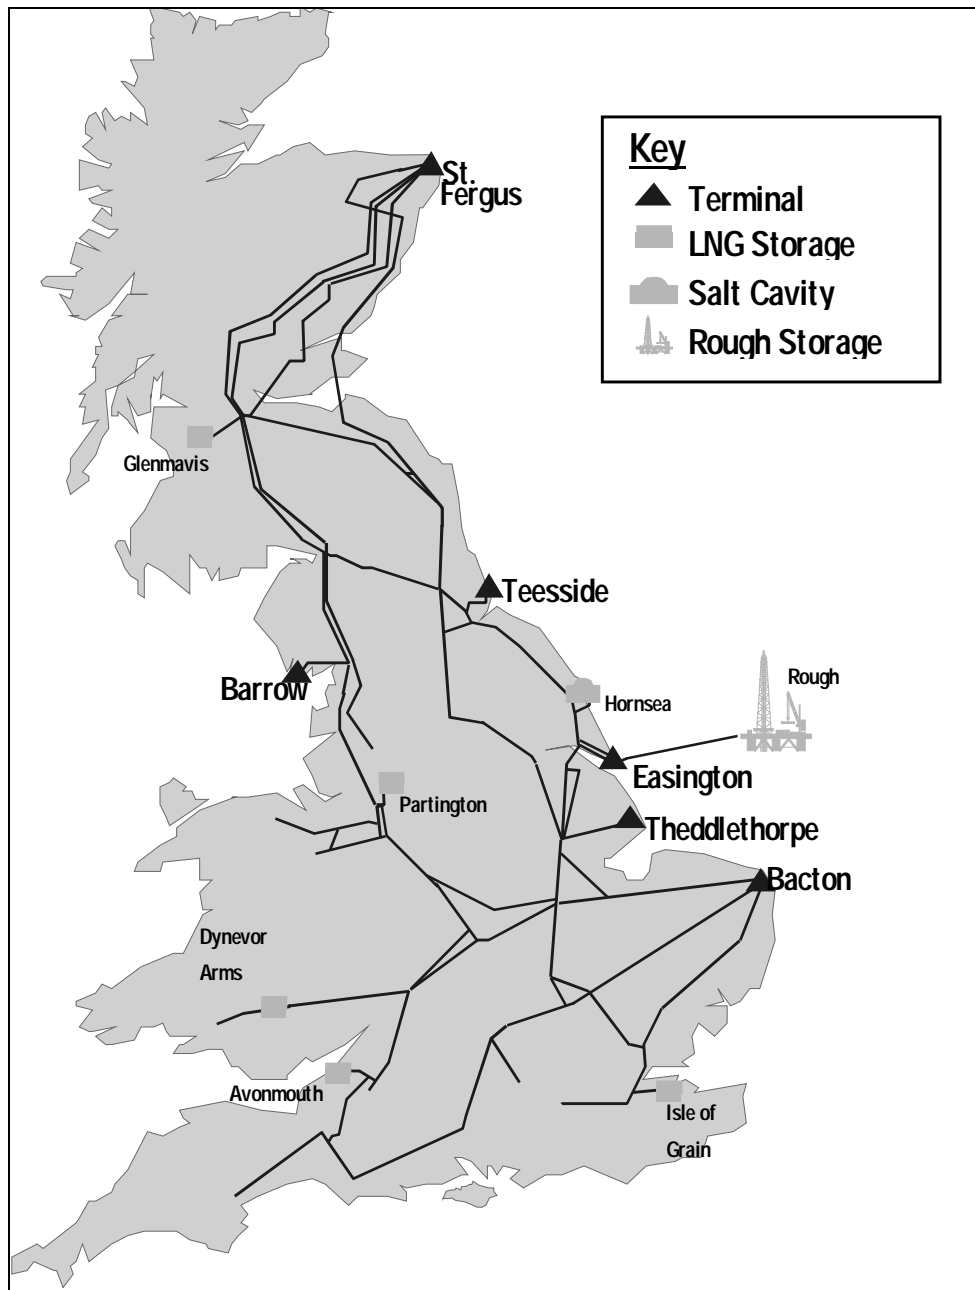 St.
Fergus
Key
Terminal
LNG Storage
Salt Cavity
Rough Storage
Glenmavis
Teesside
Barrow
Rough
Hornsea
Easington
Partington
Theddlethorpe
Bacton
Dynevor
Arms
Avonmouth
Isle of
Grain